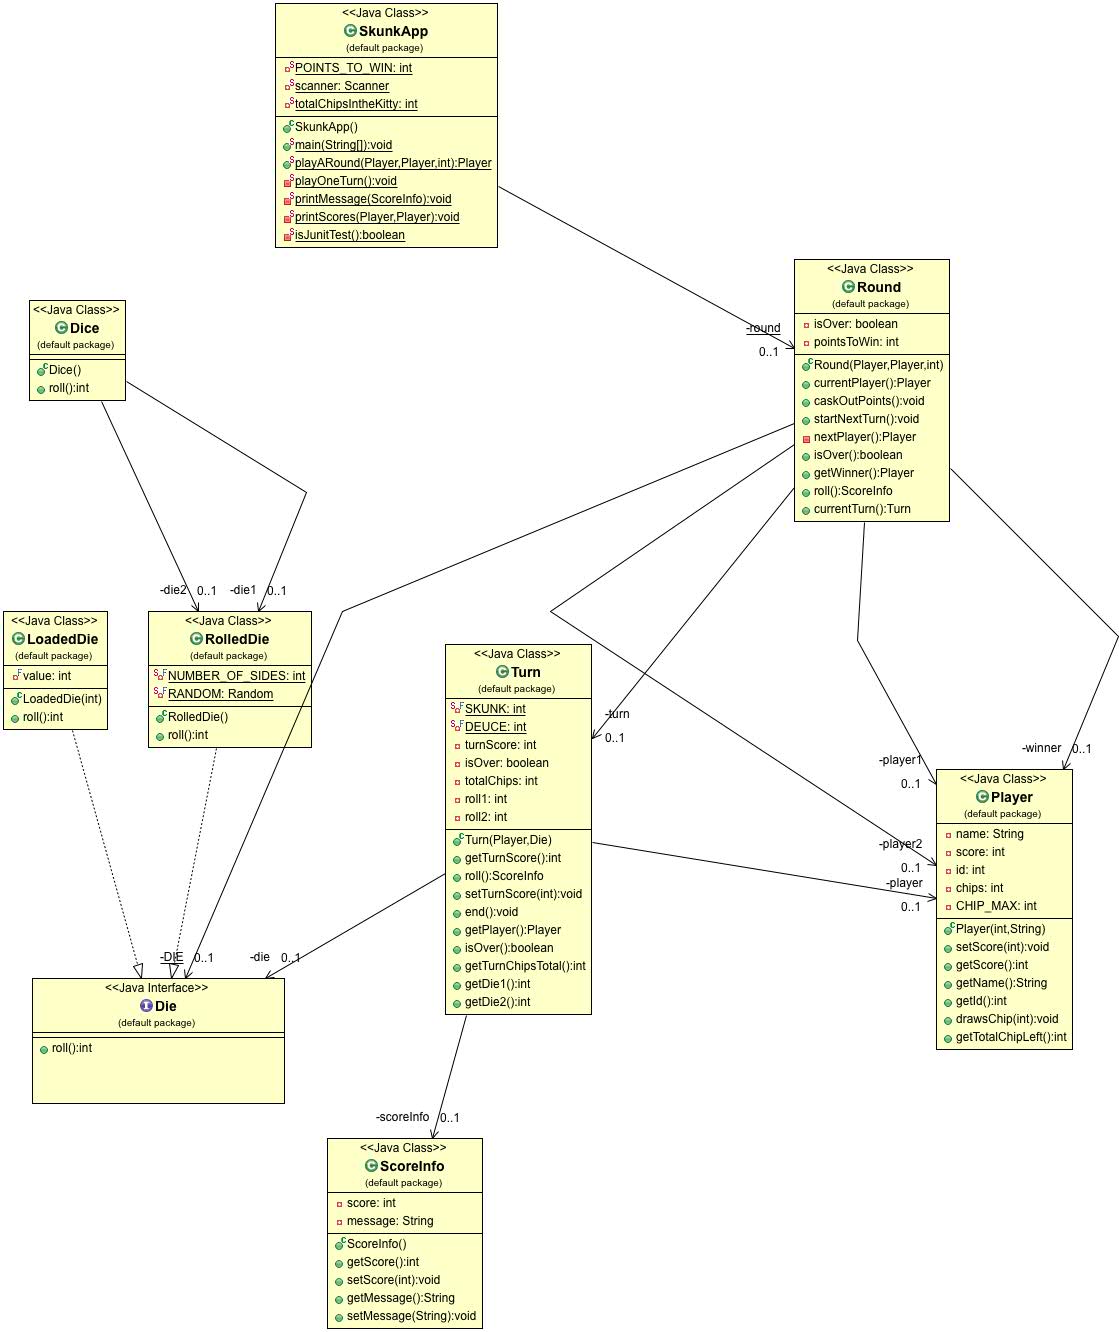 <<Java Class>>
SkunkApp
(default package)
POINTS_TO_WIN: int
scanner: Scanner
totalChipsIntheKitty: int
SkunkApp()
main(String[]):void
playARound(Player,Player,int):Player
playOneTurn():void
printMessage(ScoreInfo):void
printScores(Player,Player):void
isJunitTest():boolean
-round
0..1
<<Java Class>>
Round
(default package)
isOver: boolean
pointsToWin: int
Round(Player,Player,int)
currentPlayer():Player
caskOutPoints():void
startNextTurn():void
nextPlayer():Player
isOver():boolean
getWinner():Player
roll():ScoreInfo
currentTurn():Turn
<<Java Class>>
Dice
(default package)
Dice()
roll():int
-die2 0..1
-die1 0..1
<<Java Class>>
LoadedDie
(default package)
value: int
LoadedDie(int)
roll():int
<<Java Class>>
RolledDie
(default package)
NUMBER_OF_SIDES: int
RANDOM: Random
RolledDie()
roll():int
<<Java Class>>
Turn
(default package)
SKUNK: int
DEUCE: int
turnScore: int
isOver: boolean
totalChips: int
roll1: int
roll2: int
Turn(Player,Die)
getTurnScore():int
roll():ScoreInfo
setTurnScore(int):void
end():void
getPlayer():Player
isOver():boolean
getTurnChipsTotal():int
getDie1():int
getDie2():int
-turn
0..1
-winner 0..1
-player1
0..1
-player2
0..1
-player
0..1
<<Java Class>>
Player
(default package)
name: String
score: int
id: int
chips: int
CHIP_MAX: int
Player(int,String)
setScore(int):void
getScore():int
getName():String
getId():int
drawsChip(int):void
getTotalChipLeft():int
-DIE 0..1
-die 0..1
<<Java Interface>>
Die
(default package)
roll():int
-scoreInfo 0..1
<<Java Class>>
ScoreInfo
(default package)
score: int
message: String
ScoreInfo()
getScore():int
setScore(int):void
getMessage():String
setMessage(String):void